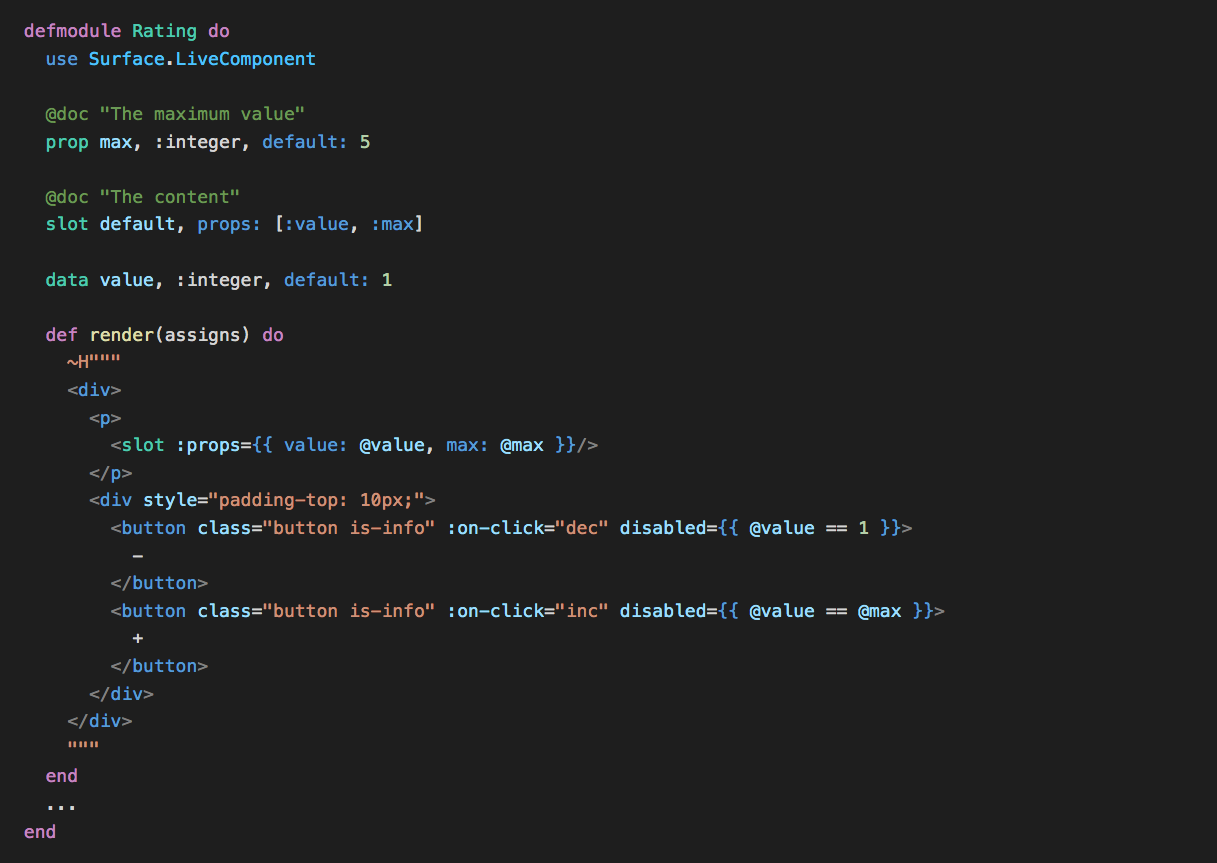 defmodule Rating do
  use Surface.LiveComponent

  @doc "The maximum value"
  prop max, :integer, default: 5

  @doc "The content"
  slot default, props: [:value, :max]

  data value, :integer, default: 1

  def render(assigns) do
    ~H"""
    <div>
      <p>
        <slot :props={{ value: @value, max: @max }}/>
      </p>
      <div style="padding-top: 10px;">
        <button class="button is-info" :on-click="dec" disabled={{ @value == 1 }}>
          -
        </button>
        <button class="button is-info" :on-click="inc" disabled={{ @value == @max }}>
          +
        </button>
      </div>
    </div>
    """
  end
  ...
end